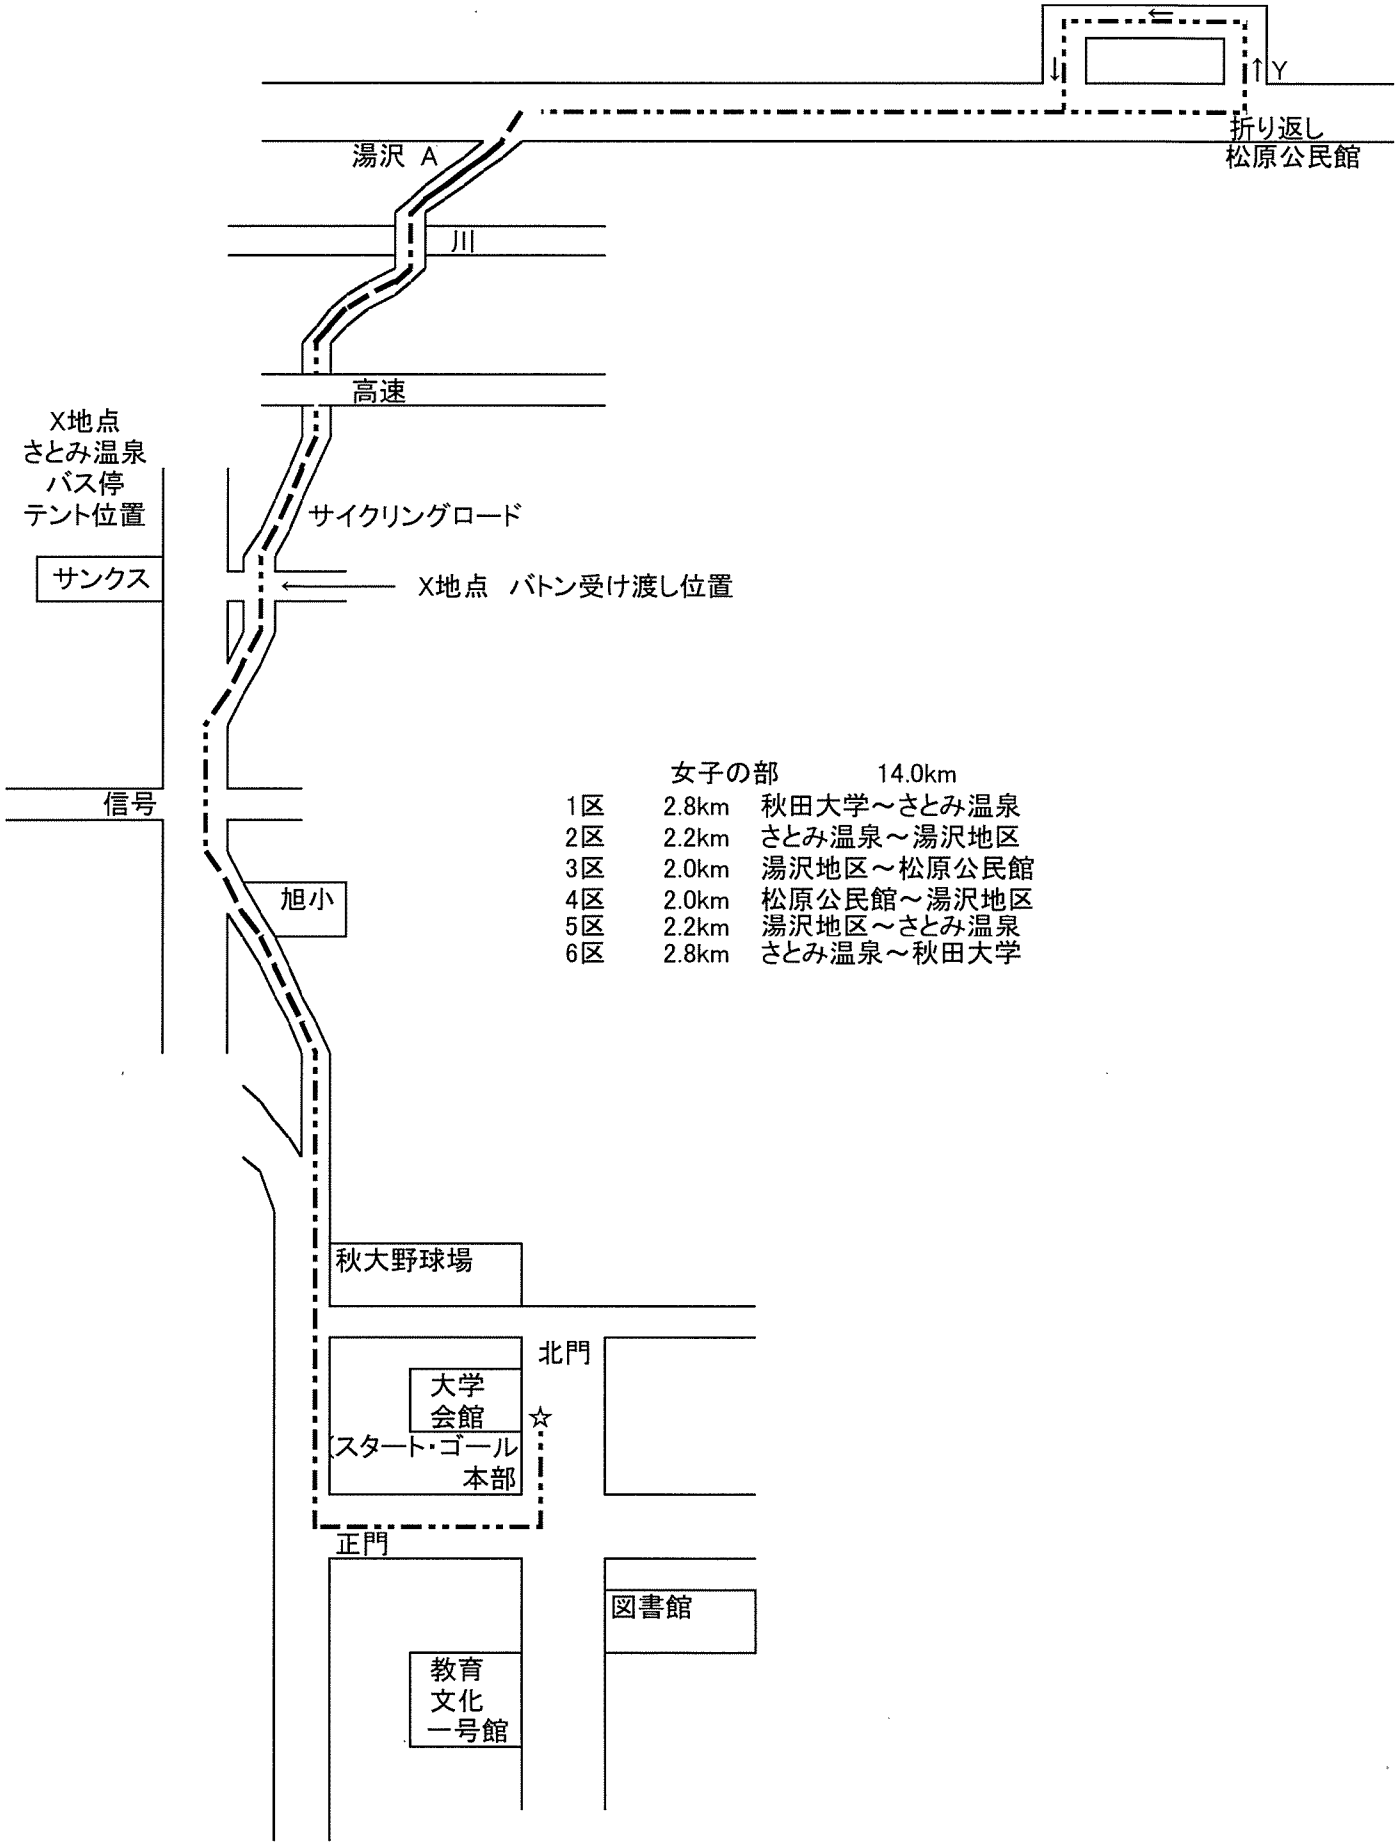 ←
↓
↑ Y
折り返し
松原公民館
湯沢 A
川
高速
X地点
さとみ温泉
バス停
テント位置
サイクリングロード
サンクス
← X地点 バトン受け渡し位置
女子の部 14.0km
信号
1区 2.8km 秋田大学～さとみ温泉
2区 2.2km さとみ温泉～湯沢地区
3区 2.0km 湯沢地区～松原公民館
4区 2.0km 松原公民館～湯沢地区
5区 2.2km 湯沢地区～さとみ温泉
6区 2.8km さとみ温泉～秋田大学
旭小
秋大野球場
北門
大学
会館
☆
(スタート・ゴール
本部
正門
図書館
教育
文化
一号館